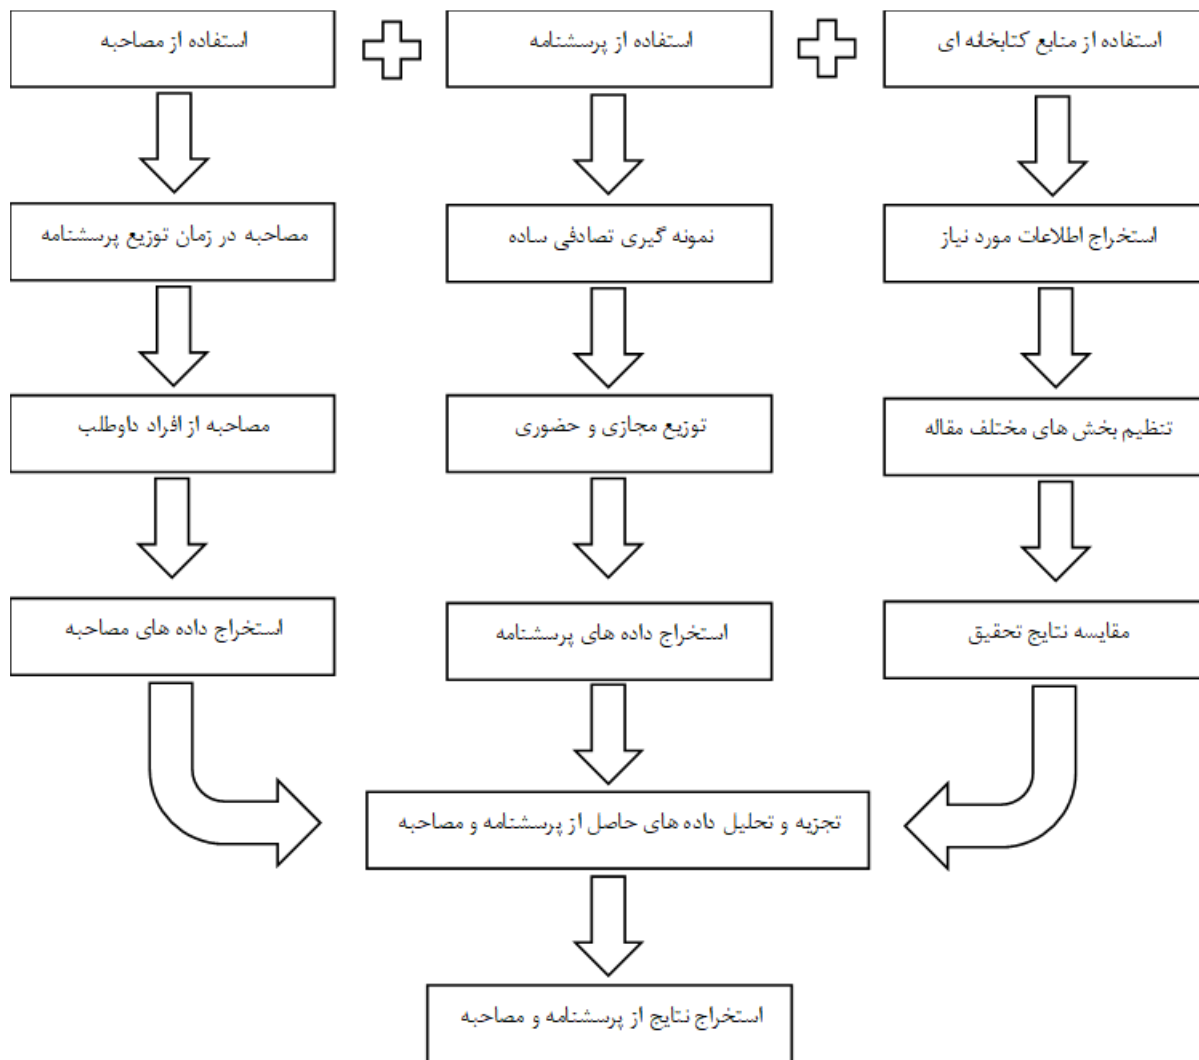 استفاده از منابع کتابخانه ای
استفاده از پرسشنامه
استفاده از مصاحبه
استخراج اطلاعات مورد نیاز
نمونه گیری تصادفی ساده
مصاحبه در زمان توزیع پرسشنامه
تنظیم بخش های مختلف مقاله
توزیع مجازی و حضوری
مصاحبه از افراد داوطلب
مقایسه نتایج تحقیق
استخراج داده های پرسشنامه
استخراج داده های مصاحبه
تجزیه و تحلیل داده های حاصل از پرسشنامه و مصاحبه
استخراج نتایج از پرسشنامه و مصاحبه